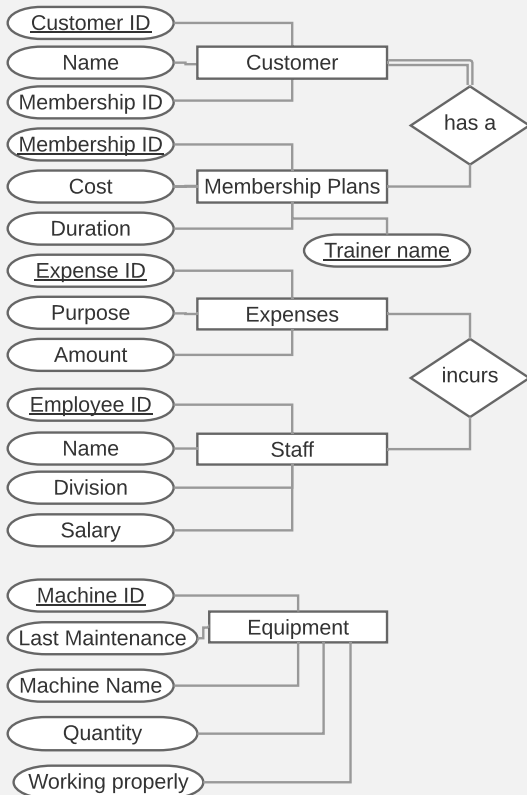 Customer ID
Name
Customer
Membership ID
has a
Membership ID
Cost
Membership Plans
Duration
Trainer name
Expense ID
Purpose
Expenses
Amount
incurs
Employee ID
Name
Staff
Division
Salary
Machine ID
Last Maintenance
Equipment
Machine Name
Quantity
Working properly